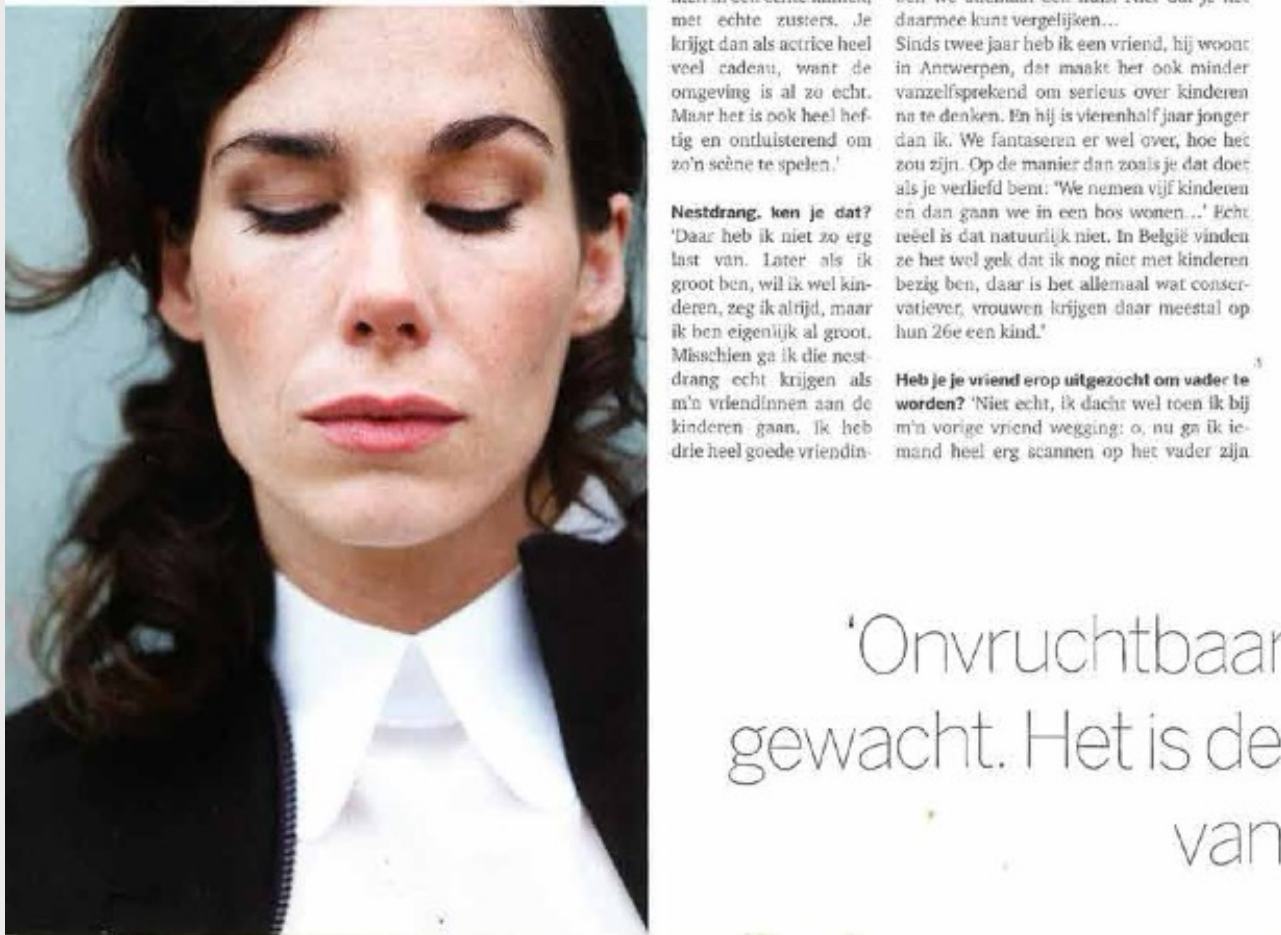 met echte zusters. Je
krijgt dan als actrice heel
veel cadeau, want de
omgeving is al zo echt.
Maar het is ook heel hef-
tig en ontluisterend om
zo'n scène te spelen.'
Nestdrang, ken je dat?
'Daar heb ik niet zo erg
last van. Later als ik
groot ben, wil ik wel kin-
deren, zeg ik altijd, maar
ik ben eigenlijk al groot.
Misschien ga ik die nest-
drang echt krijgen als
m'n vriendinnen aan de
kinderen gaan. Ik heb
drie heel goede vriendin-
daarmee kunt vergelijken...
Sinds twee jaar heb ik een vriend, hij woont
in Antwerpen, dat maakt het ook minder
vanzelfsprekend om serieus over kinderen
na te denken. En hij is vierenhalf jaar jonger
dan ik. We fantaseren er wel over, hoe het
zou zijn. Op de manier dan zoals je dat doet
als je verliefd bent: 'We nemen vijf kinderen
en dan gaan we in een bos wonen...' Echt
reëel is dat natuurlijk niet. In België vinden
ze het wel gek dat ik nog niet met kinderen
bezig ben, daar is het allemaal wat conser-
vatiever, vrouwen krijgen daar meestal op
hun 26e een kind.'
Heb je je vriend erop uitgezocht om vader te
worden? 'Niet echt, ik dacht wel toen ik bij
m'n vorige vriend wegging: o, nu ga ik ie-
mand heel erg scannen op het vader zijn
'Onvruchtbaar
gewacht. Het is de
van